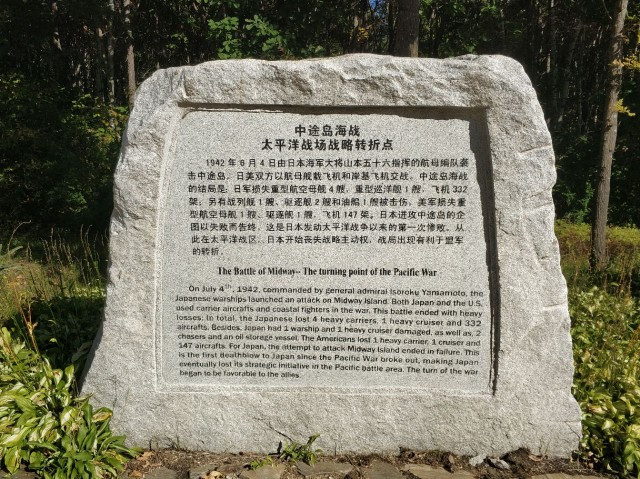 中途岛海战
太平洋战场战略转折点
1942 年 6 月 4 日由日本海军大将山本五十六指挥的航母编队袭
击中途岛，日美双方以航母舰载飞机和岸基飞机交战，中途岛海战
的结局是：日军损失重型航空母舰 4 艘，重型巡洋舰 1 艘，飞机 332
架；另有战列舰 1 艘、驱逐舰 2 艘和油船 1 艘被击伤。美军损失重
型航空母舰 1 艘、驱逐舰 1 艘，飞机 147 架。日本进攻中途岛的企
图以失败而告终，这是日本发动太平洋战争以来的第一次惨败。从
此在太平洋战区，日本开始丧失战略主动权，战局出现有利于盟军
的转折。
The Battle of Midway-- The turning point of the Pacific War
On July 4TH, 1942, commanded by general admiral Isoroku Yamamoto, the
Japanese warships launched an attack on Midway Island. Both Japan and the U.S.
used carrier aircrafts and coastal fighters in the war. This battle ended with heavy
losses. In total, the Japanese lost 4 heavy carriers, 1 heavy cruiser and 332
aircrafts. Besides, Japan had 1 warship and 1 heavy cruiser damaged, as well as, 2
chasers and an oil storege vessel. The Americans lost 1 heavy carrier, 1 cruiser and
147 aircrafts. For Japan, the attempt to attack Midway Island ended in failure. This
is the first deathblow to Japan since the Pacific War broke out, making Japan
eventually lost its strategic initiative in the Pacific battle area. The turn of the war
began to be favorable to the allies.